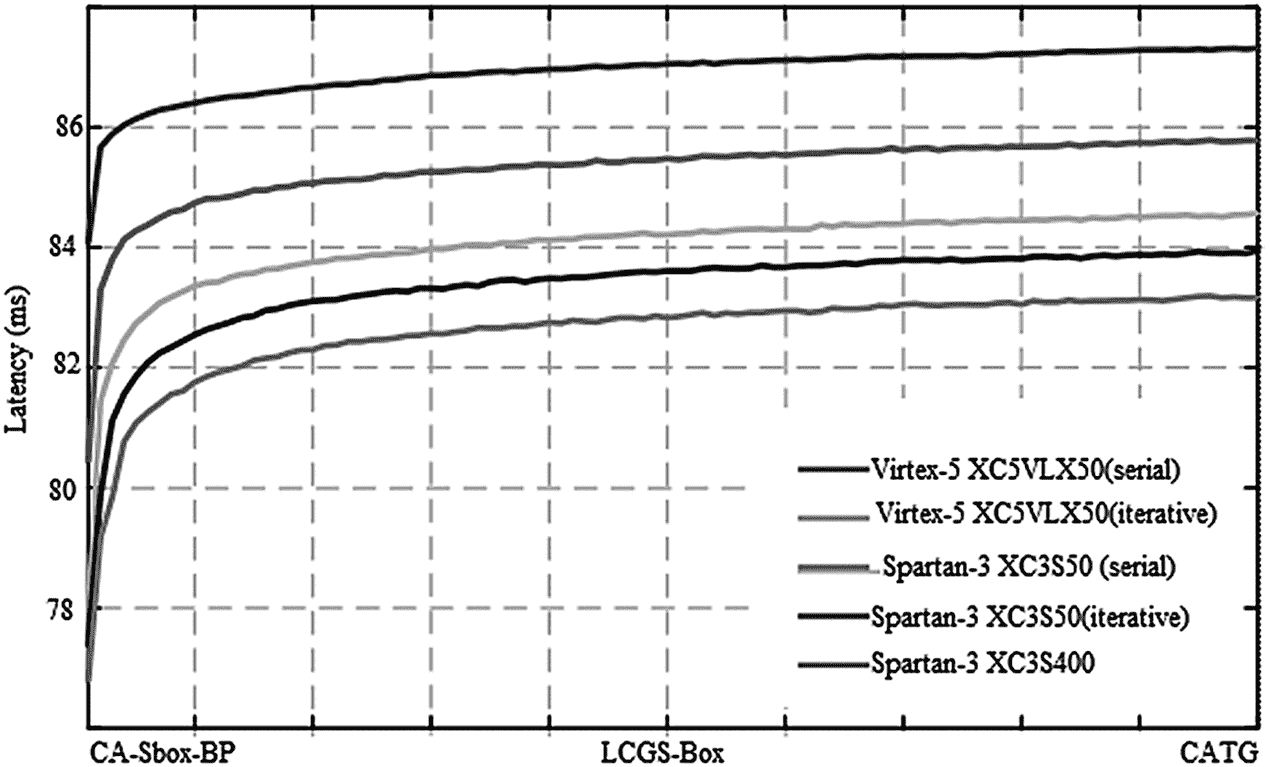 86
84
82
80
78
Latency (ms)
Virtex-5 XC5VLX50(serial)
Virtex-5 XC5VLX50(iterative)
Spartan-3 XC3S50 (serial)
Spartan-3 XC3S50(iterative)
Spartan-3 XC3S400
CA-Sbox-BP LCGS-Box CATG